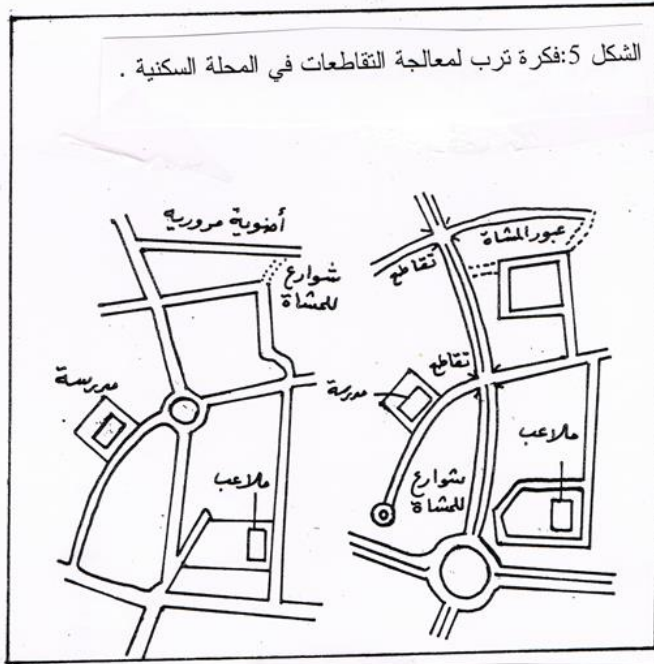 الشكل 5:فكرة ترب لمعالجة التقاطعات في المحلة السكنية .
أضوية مرورية
شوارع
للمشاة
مدرسة
ملاعب
عبور المشاة
تقاطع
تقاطع
مدرسة
ملاعب
شوارع
للمشاة